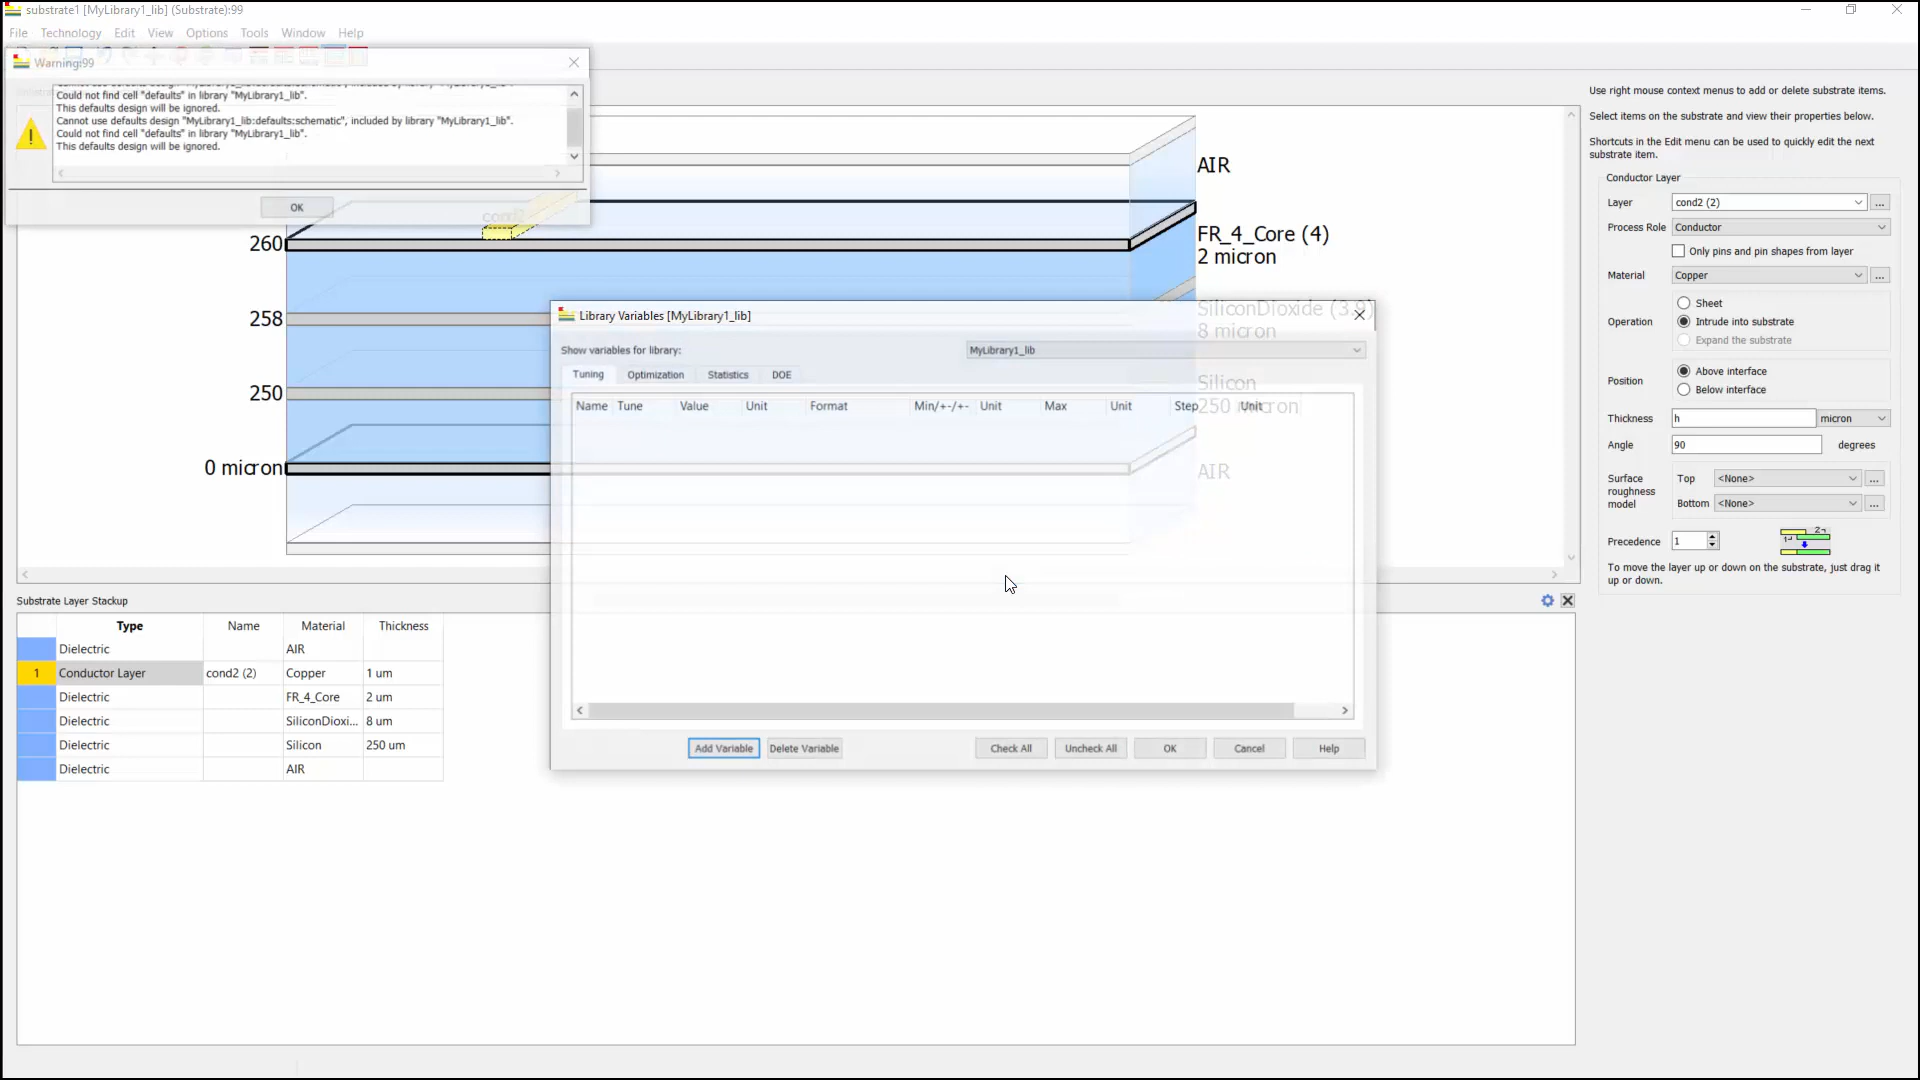 substrate1 [MyLibrary1_lib] (Substrate):99
File Technology Edit View Options Tools Window Help
Warning:99
Could not find cell "defaults" in library "MyLibrary1_lib".
This defaults design will be ignored.
Cannot use defaults design "MyLibrary1_lib:defaults:schematic", included by library "MyLibrary1_lib".
Could not find cell "defaults" in library "MyLibrary1_lib".
This defaults design will be ignored.
OK
cond2
AIR
260
FR_4_Core (4)
2 micron
258
SiliconDioxide (3.9)
8 micron
250
Silicon
250 micron
0 micron
AIR
Library Variables [MyLibrary1_lib]
Show variables for library: MyLibrary1_lib
Tuning Optimization Statistics DOE
Name Tune Value Unit Format Min/+-/+- Unit Max Unit Step Unit
Add Variable Delete Variable Check All Uncheck All OK Cancel Help
Use right mouse context menus to add or delete substrate items.
Select items on the substrate and view their properties below.
Shortcuts in the Edit menu can be used to quickly edit the next
substrate item.
Conductor Layer
Layer cond2 (2) ...
Process Role Conductor
Only pins and pin shapes from layer
Material Copper ...
Operation
Sheet
Intrude into substrate
Expand the substrate
Position
Above interface
Below interface
Thickness h micron
Angle 90 degrees
Surface
roughness
model
Top <None> ...
Bottom <None> ...
Precedence 1
To move the layer up or down on the substrate, just drag it
up or down.
Substrate Layer Stackup
Type Name Material Thickness
Dielectric AIR
1 Conductor Layer cond2 (2) Copper 1 um
Dielectric FR_4_Core 2 um
Dielectric SiliconDioxi... 8 um
Dielectric Silicon 250 um
Dielectric AIR